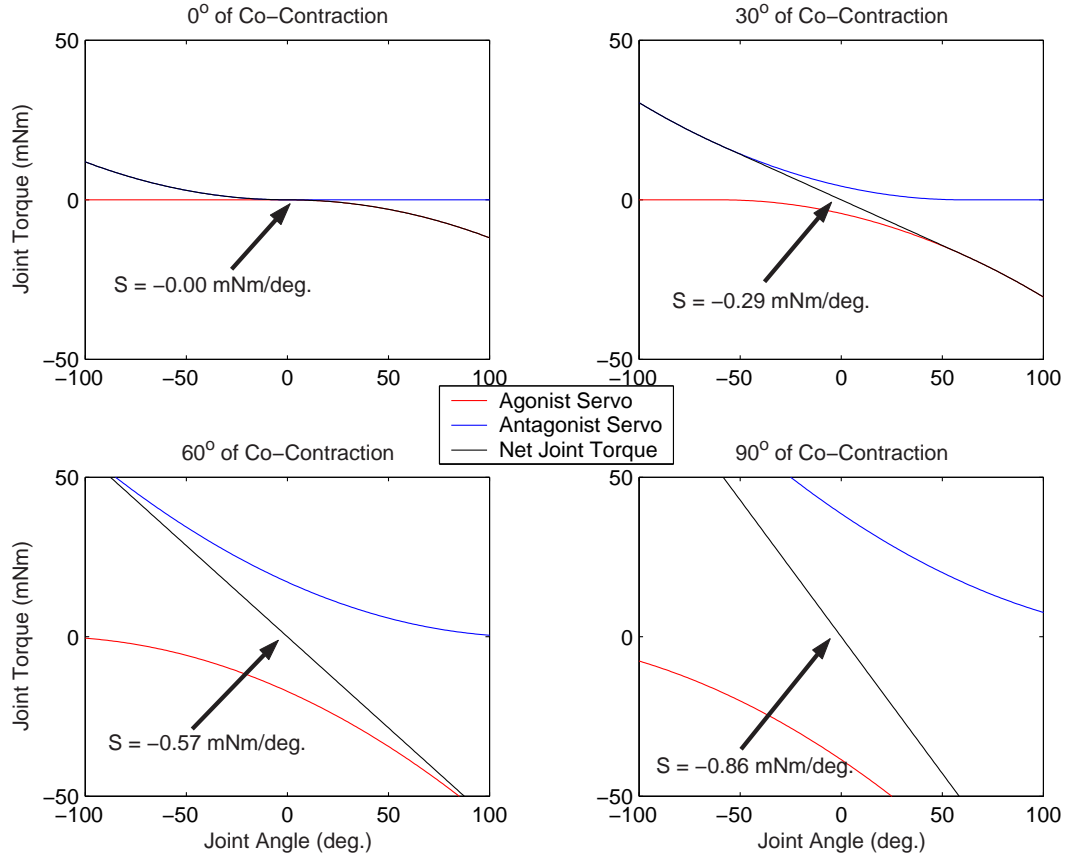 0° of Co−Contraction
50
0
−50
−100
−50
0
50
100
Joint Torque (mNm)
S = −0.00 mNm/deg.
30° of Co−Contraction
50
0
−50
−100
−50
0
50
100
S = −0.29 mNm/deg.
Agonist Servo
Antagonist Servo
Net Joint Torque
60° of Co−Contraction
50
0
−50
−100
−50
0
50
100
Joint Torque (mNm)
Joint Angle (deg.)
S = −0.57 mNm/deg.
90° of Co−Contraction
50
0
−50
−100
−50
0
50
100
Joint Angle (deg.)
S = −0.86 mNm/deg.